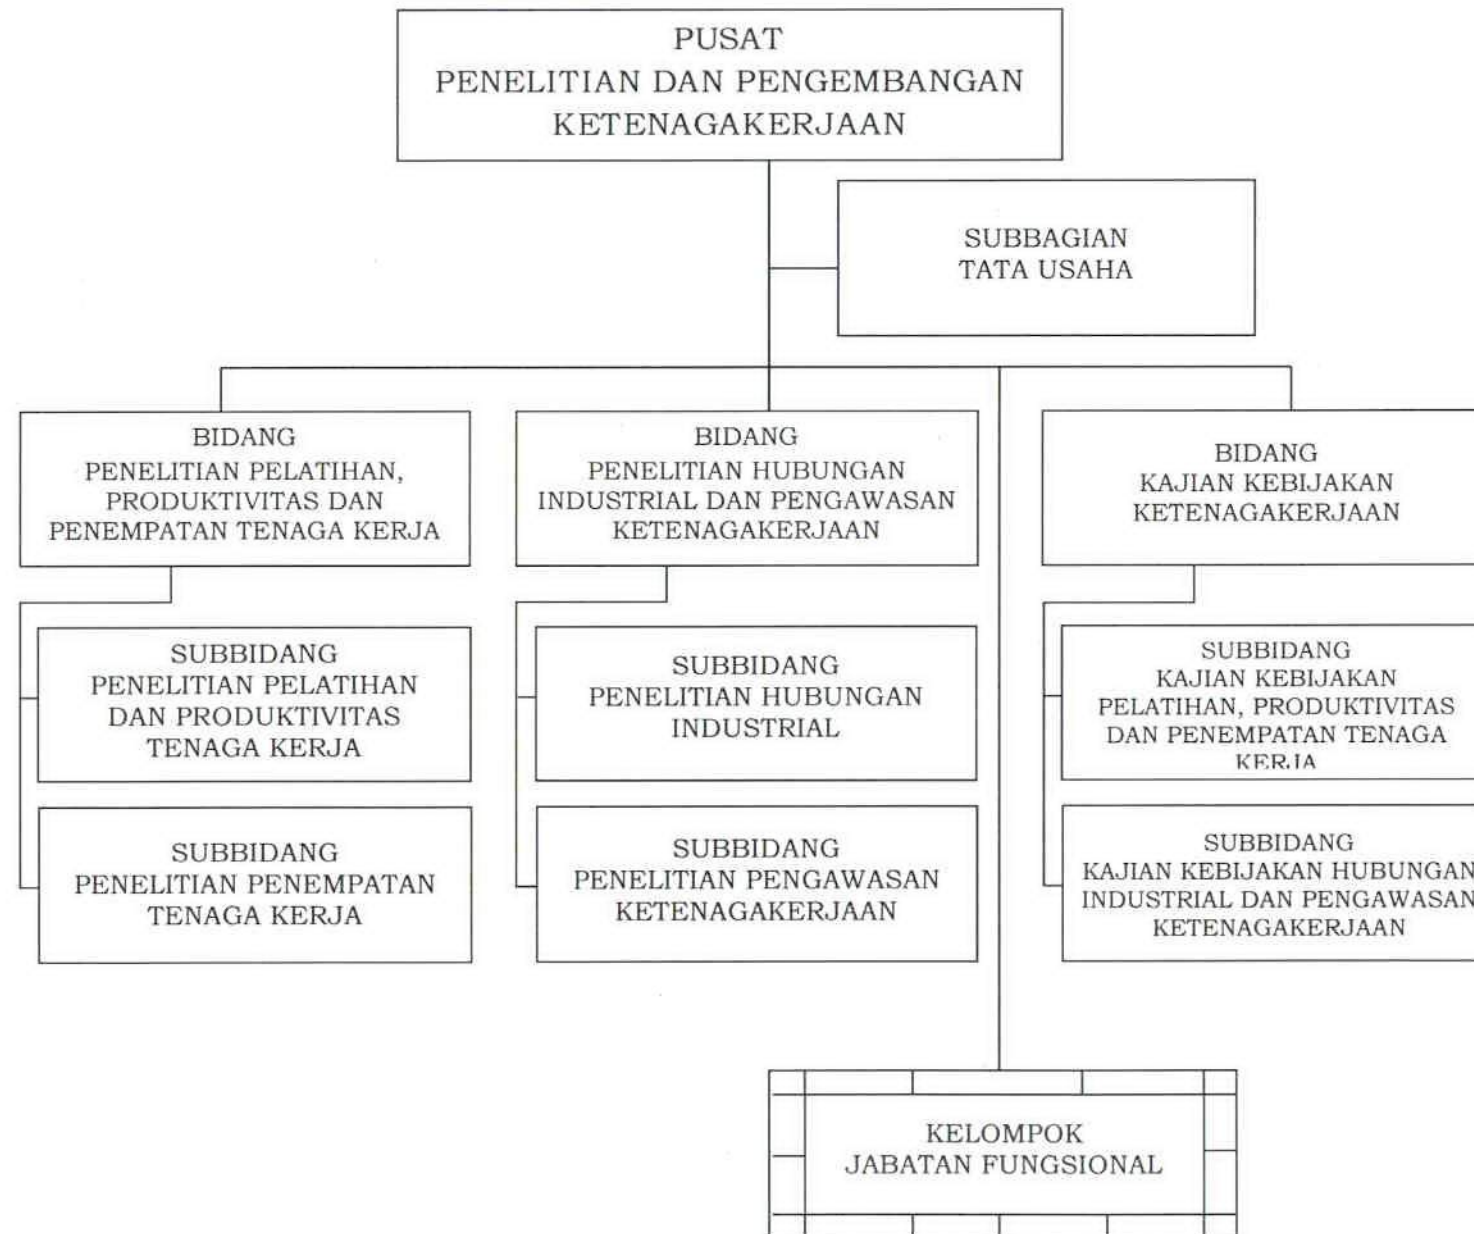 PUSAT
PENELITIAN DAN PENGEMBANGAN
KETENAGAKERJAAN
SUBBAGIAN
TATA USAHA
BIDANG
PENELITIAN PELATIHAN,
PRODUKTIVITAS DAN
PENEMPATAN TENAGA KERJA
BIDANG
PENELITIAN HUBUNGAN
INDUSTRIAL DAN PENGAWASAN
KETENAGAKERJAAN
BIDANG
KAJIAN KEBIJAKAN
KETENAGAKERJAAN
SUBBIDANG
PENELITIAN PELATIHAN
DAN PRODUKTIVITAS
TENAGA KERJA
SUBBIDANG
PENELITIAN HUBUNGAN
INDUSTRIAL
SUBBIDANG
KAJIAN KEBIJAKAN
PELATIHAN, PRODUKTIVITAS
DAN PENEMPATAN TENAGA
KERJA
SUBBIDANG
PENELITIAN PENEMPATAN
TENAGA KERJA
SUBBIDANG
PENELITIAN PENGAWASAN
KETENAGAKERJAAN
SUBBIDANG
KAJIAN KEBIJAKAN HUBUNGAN
INDUSTRIAL DAN PENGAWASAN
KETENAGAKERJAAN
KELOMPOK
JABATAN FUNGSIONAL